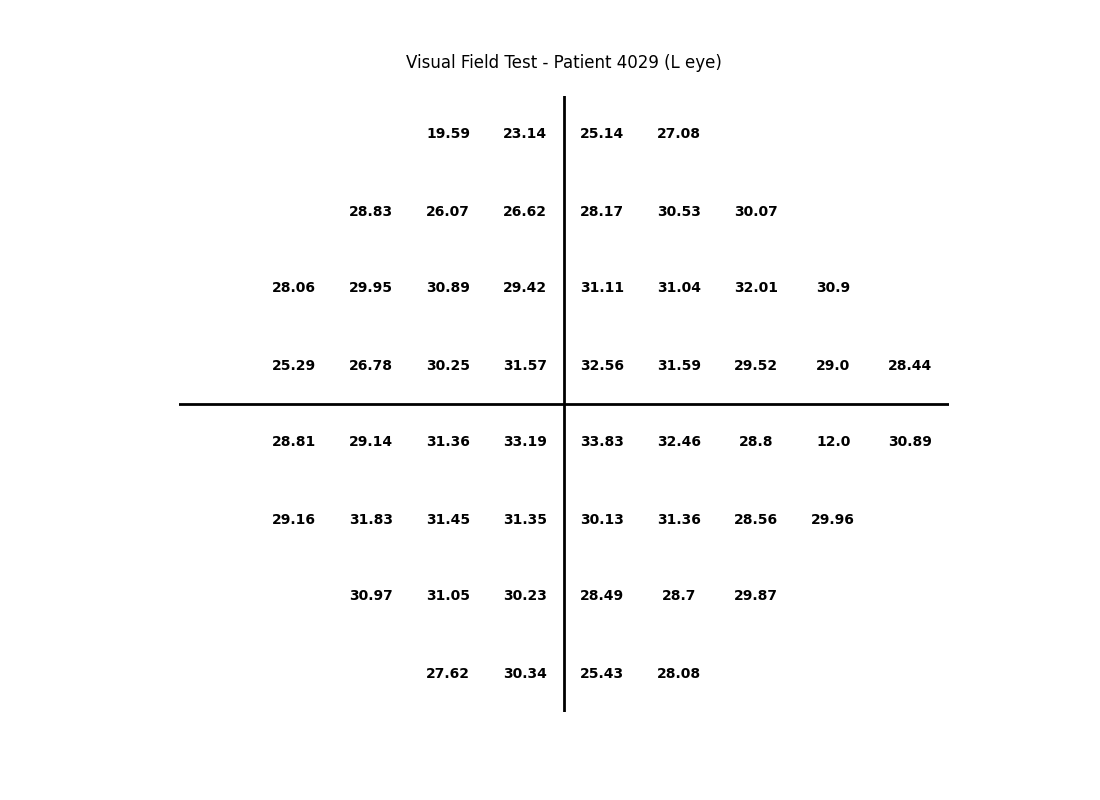 Visual Field Test - Patient 4029 (L eye)
19.59 23.14 25.14 27.08
28.83 26.07 26.62 28.17 30.53 30.07
28.06 29.95 30.89 29.42 31.11 31.04 32.01 30.9
25.29 26.78 30.25 31.57 32.56 31.59 29.52 29.0 28.44
28.81 29.14 31.36 33.19 33.83 32.46 28.8 12.0 30.89
29.16 31.83 31.45 31.35 30.13 31.36 28.56 29.96
30.97 31.05 30.23 28.49 28.7 29.87
27.62 30.34 25.43 28.08